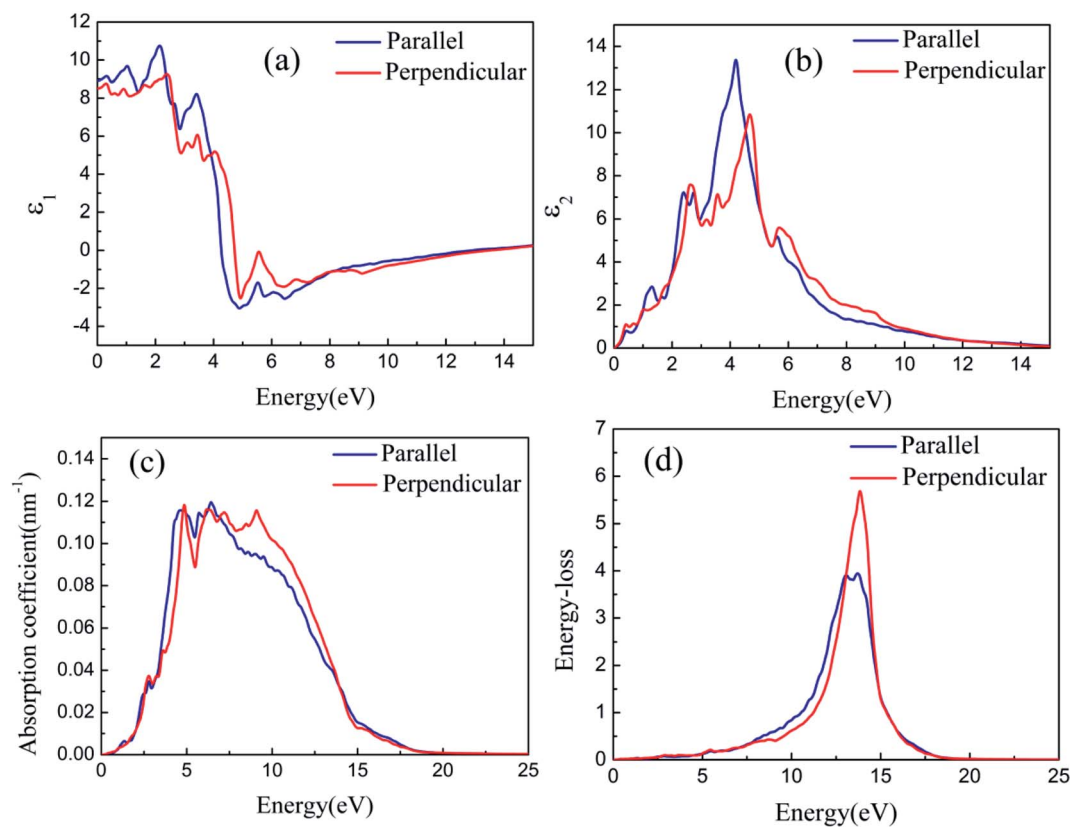 (a)
Parallel
Perpendicular
12
10
8
6
4
2
0
-2
-4
ε1
0 2 4 6 8 10 12 14
Energy(eV)
(b)
Parallel
Perpendicular
14
12
10
8
6
4
2
0
ε2
0 2 4 6 8 10 12 14
Energy(eV)
(c)
Parallel
Perpendicular
0.14
0.12
0.10
0.08
0.06
0.04
0.02
0.00
Absorption coefficient(nm-1)
0 5 10 15 20 25
Energy(eV)
(d)
Parallel
Perpendicular
7
6
5
4
3
2
1
0
Energy-loss
0 5 10 15 20 25
Energy(eV)